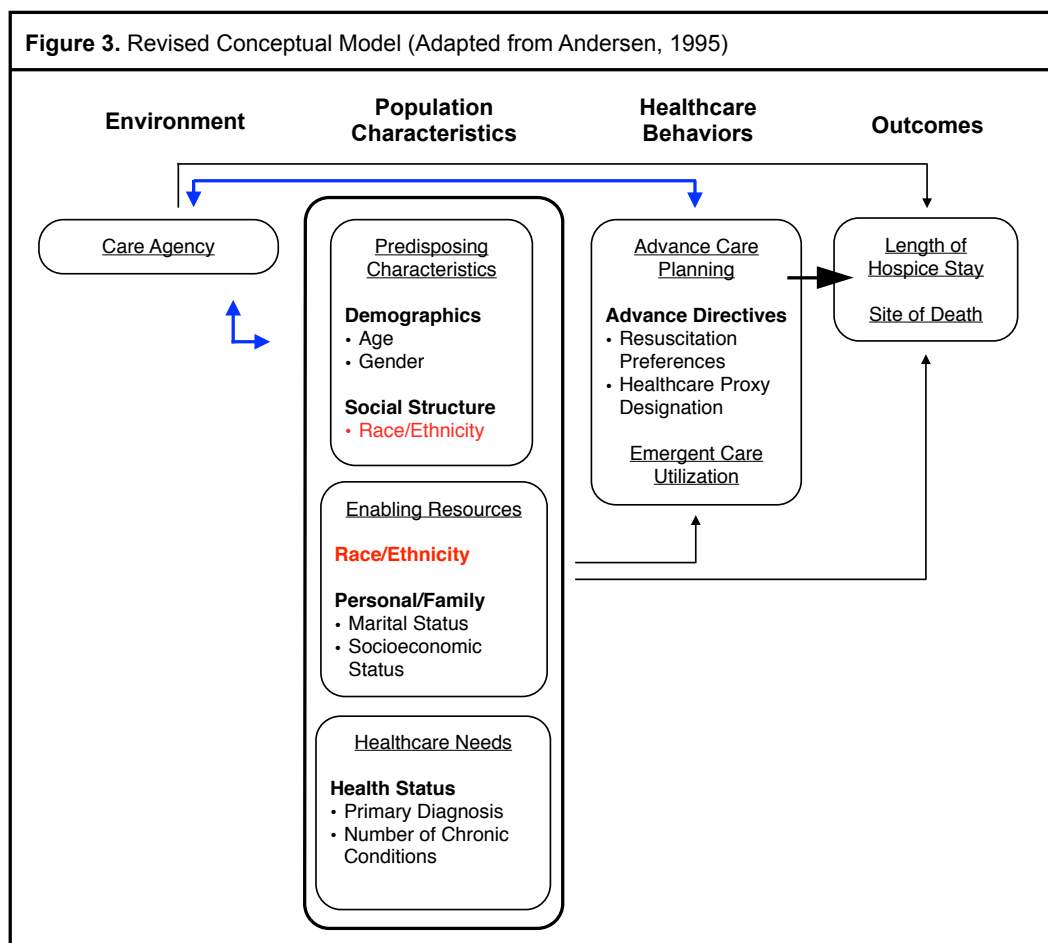 Figure 3. Revised Conceptual Model (Adapted from Andersen, 1995)
Environment
Population
Characteristics
Healthcare
Behaviors
Outcomes
Care Agency
Predisposing
Characteristics
Demographics
• Age
• Gender
Social Structure
• Race/Ethnicity
Enabling Resources
Race/Ethnicity
Personal/Family
• Marital Status
• Socioeconomic
Status
Healthcare Needs
Health Status
• Primary Diagnosis
• Number of Chronic
Conditions
Advance Care
Planning
Advance Directives
• Resuscitation
Preferences
• Healthcare Proxy
Designation
Emergent Care
Utilization
Length of
Hospice Stay
Site of Death